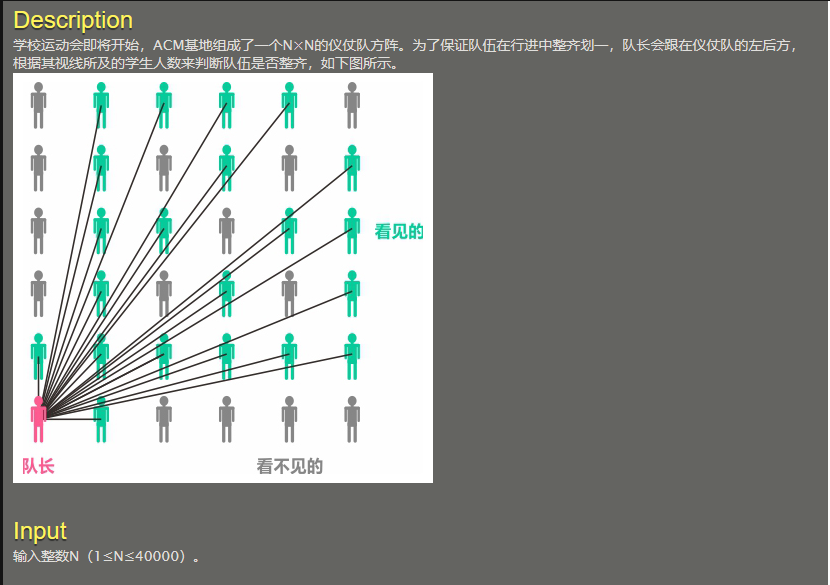 Description
学校运动会即将开始，ACM基地组成了一个N×N的仪仗队方阵。为了保证队伍在行进中整齐划一，队长会跟在仪仗队的左后方，
根据其视线所及的学生人数来判断队伍是否整齐，如下图所示。
看见的
队长
看不见的
Input
输入整数N（1≤N≤40000）。